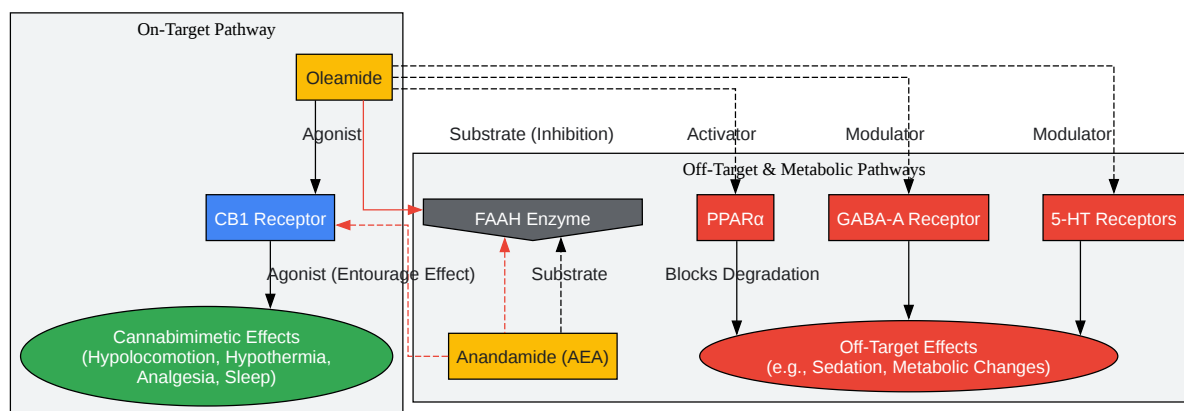 On-Target Pathway
Oleamide
Agonist
Substrate (Inhibition)
Activator
Modulator
Modulator
Off-Target & Metabolic Pathways
CB1 Receptor
FAAH Enzyme
PPARα
GABA-A Receptor
5-HT Receptors
Agonist (Entourage Effect)
Substrate
Blocks Degradation
Cannabimimetic Effects
(Hypolocomotion, Hypothermia,
Analgesia, Sleep)
Anandamide (AEA)
Off-Target Effects
(e.g., Sedation, Metabolic Changes)